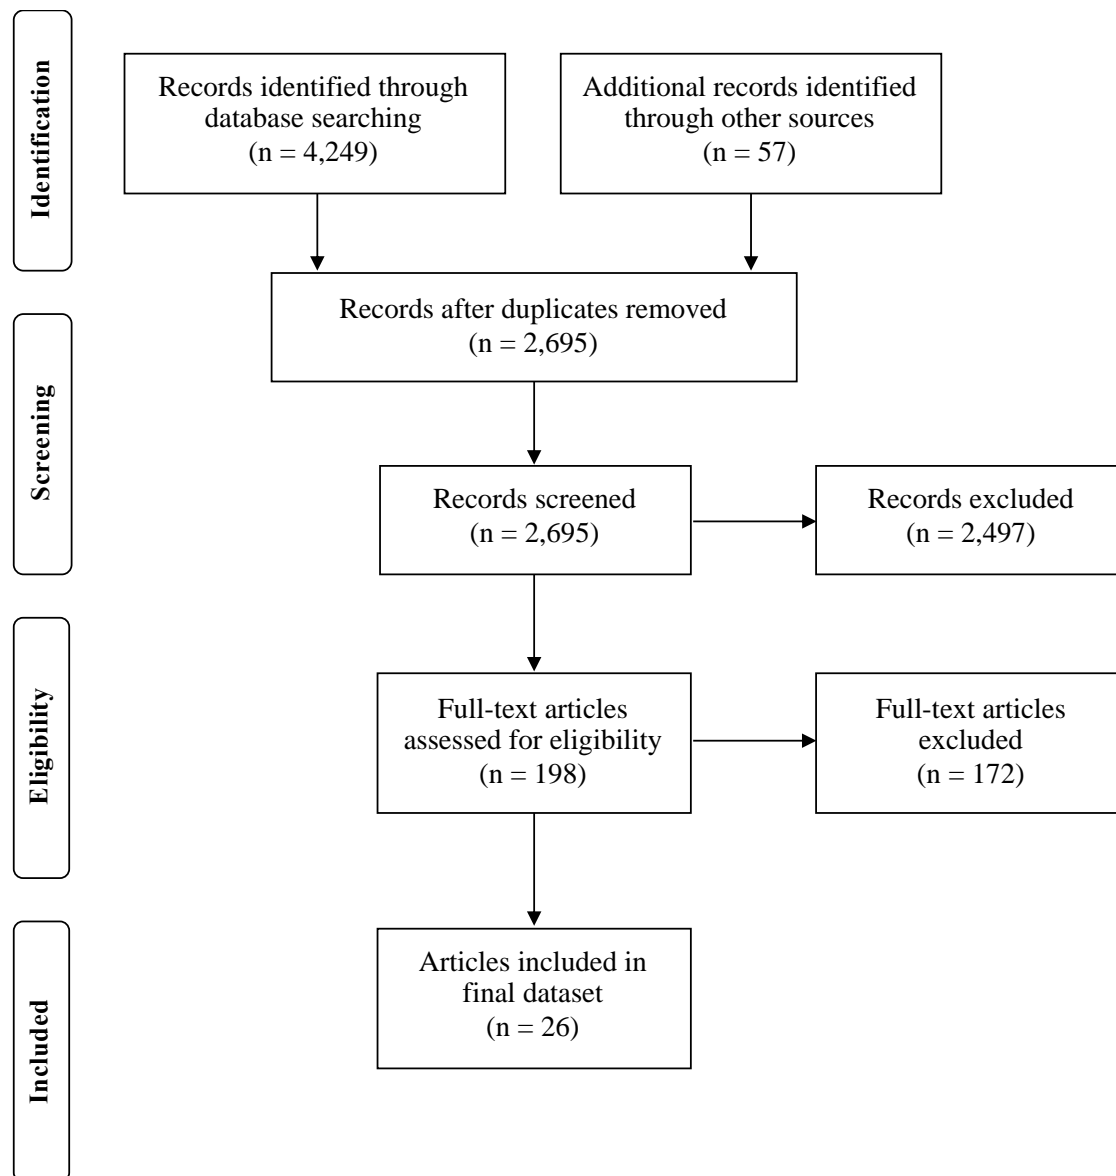 Identification
Records identified through
database searching
(n = 4,249)
Additional records identified
through other sources
(n = 57)
Records after duplicates removed
(n = 2,695)
Screening
Records screened
(n = 2,695)
Records excluded
(n = 2,497)
Eligibility
Full-text articles
assessed for eligibility
(n = 198)
Full-text articles
excluded
(n = 172)
Included
Articles included in
final dataset
(n = 26)